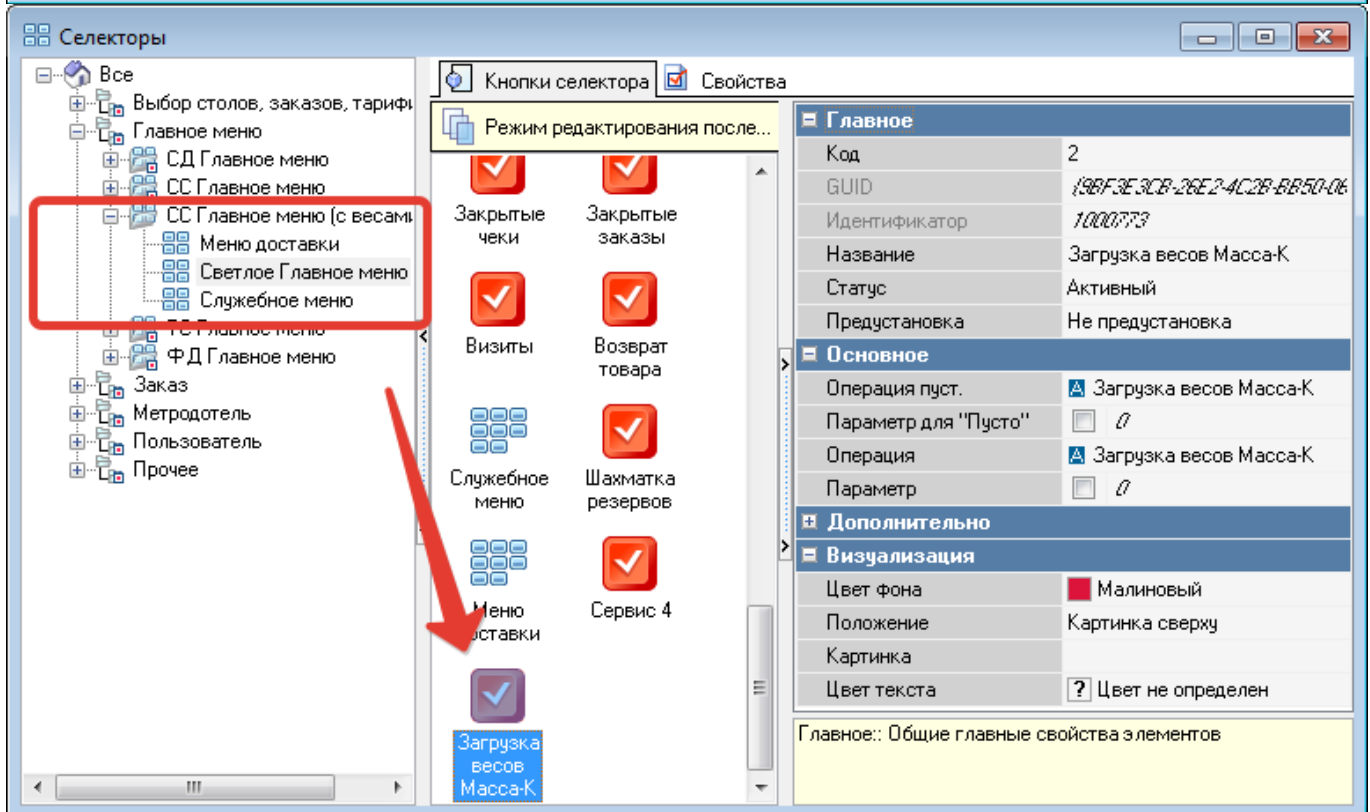 Селекторы
Все
Выбор столов, заказов, тариф
Главное меню
СД Главное меню
СС Главное меню
СС Главное меню (с весами
Меню доставки
Светлое Главное меню
Служебное меню
Главное меню
ФД Главное меню
Заказ
Метродотель
Пользователь
Прочее
Кнопки селектора
Свойства
Режим редактирования после...
Закрытые чеки
Закрытые заказы
Визиты
Возврат товара
Служебное меню
Шахматка резервов
Меню
Сервис 4
Загрузка весов Масса-К
Главное
Код 2
GUID {9BF3E3CB-26E2-4C2B-BB50-0
Идентификатор 1000773
Название Загрузка весов Масса-К
Статус Активный
Предустановка Не предустановка
Основное
Операция пуст. Загрузка весов Масса-К
Параметр для "Пусто" 0
Операция Загрузка весов Масса-К
Параметр 0
Дополнительно
Визуализация
Цвет фона Малиновый
Положение Картинка сверху
Картинка
Цвет текста ? Цвет не определен
Главное:: Общие главные свойства элементов